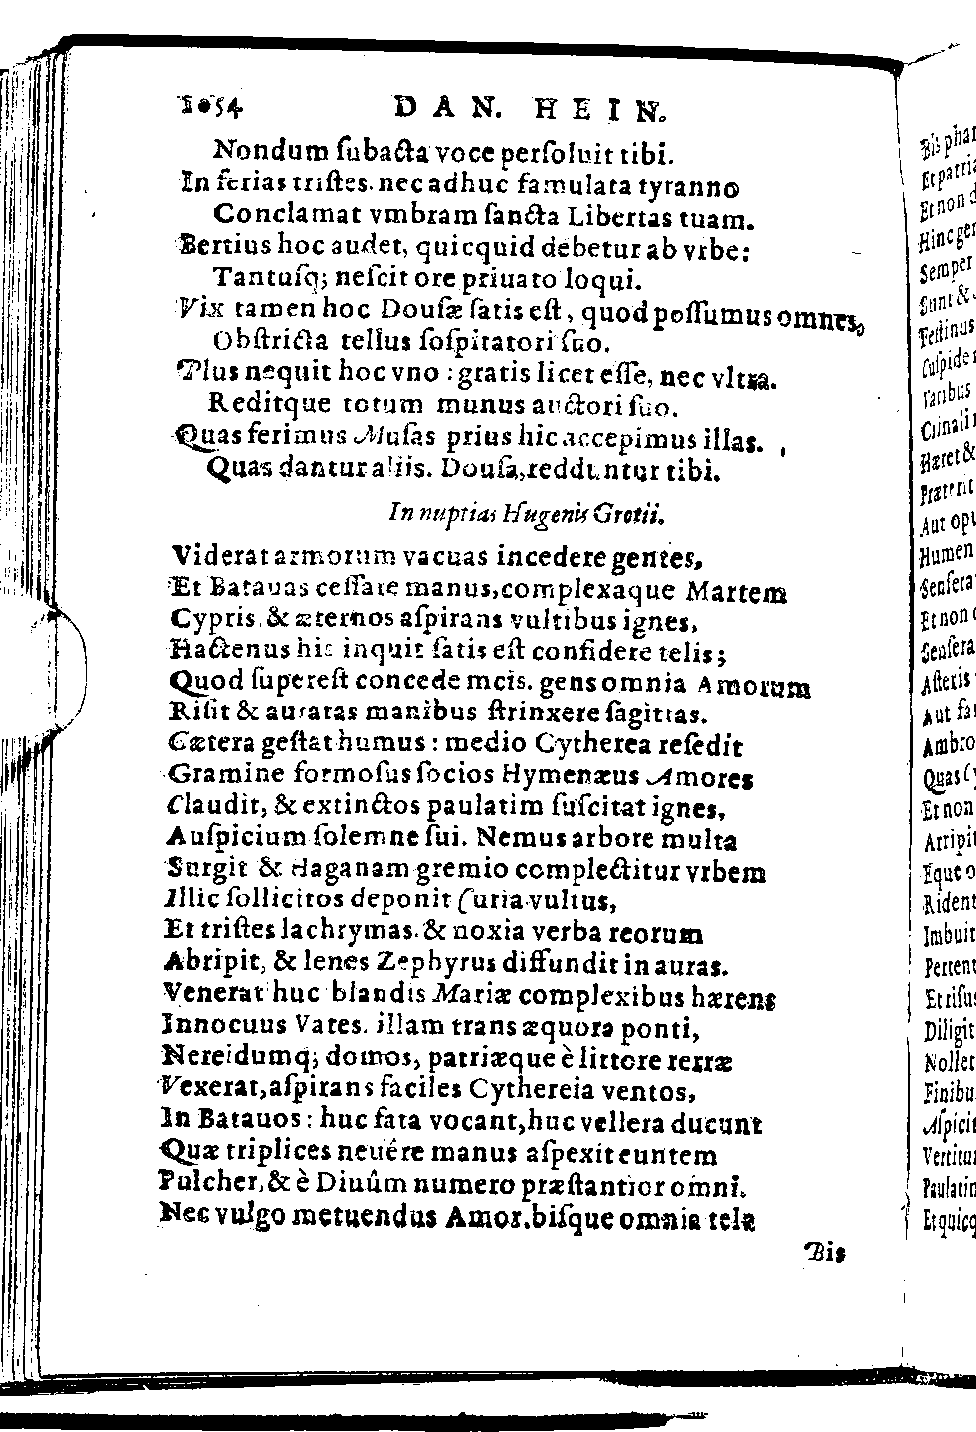 1054 DAN. HEIN.
Nondum ſubacta voce perſoluit tibi.
In ferias triſtes. nec adhuc famulata tyranno
Conclamat vmbram ſancta Libertas tuam.
Bertius hoc audet, quicquid debetur ab vrbe:
Tantuſq; neſcit ore priuato loqui.
Vix tamen hoc Douſæ ſatis eſt, quod poſſumus omnes,
Obſtricta tellus ſoſpitatori ſuo.
Plus nequit hoc vno : gratis licet eſſe, nec vltra.
Reditque totum munus auctori ſuo.
Quas ferimus Muſas prius hic accepimus illas.
Quas dantur aliis. Douſa, redduntur tibi.
In nuptias Hugenis Grotii.
Viderat armorum vacuas incedere gentes,
Et Batauas ceſſare manus, complexaque Martem
Cypris, & æternos aſpirans vultibus ignes,
Hactenus his inquit ſatis eſt confidere telis;
Quod ſupereſt concede meis. gens omnia Amorum
Riſit & auratas manibus ſtrinxere ſagittas.
Cætera geſtat humus : medio Cytherea reſedit
Gramine formoſus ſocios Hymenæus Amores
Claudit, & extinctos paulatim ſuſcitat ignes,
Auſpicium ſolemne ſui. Nemus arbore multa
Surgit & Haganam gremio complectitur vrbem
Illic ſollicitos deponit Curia vultus,
Et triſtes lachrymas. & noxia verba reorum
Abripit, & lenes Zephyrus diffundit in auras.
Venerat huc blandis Mariæ complexibus hærens
Innocuus Vates. illam trans æquora ponti,
Nereidumq; domos, patriæque è littore terræ
Vexerat, aſpirans faciles Cythereia ventos,
In Batauos : huc fata vocant, huc vellera ducunt
Quæ triplices neuére manus aſpexit euntem
Pulcher, & è Diuûm numero præſtantior omni.
Nec vulgo metuendus Amor. biſque omnia tela
Bis